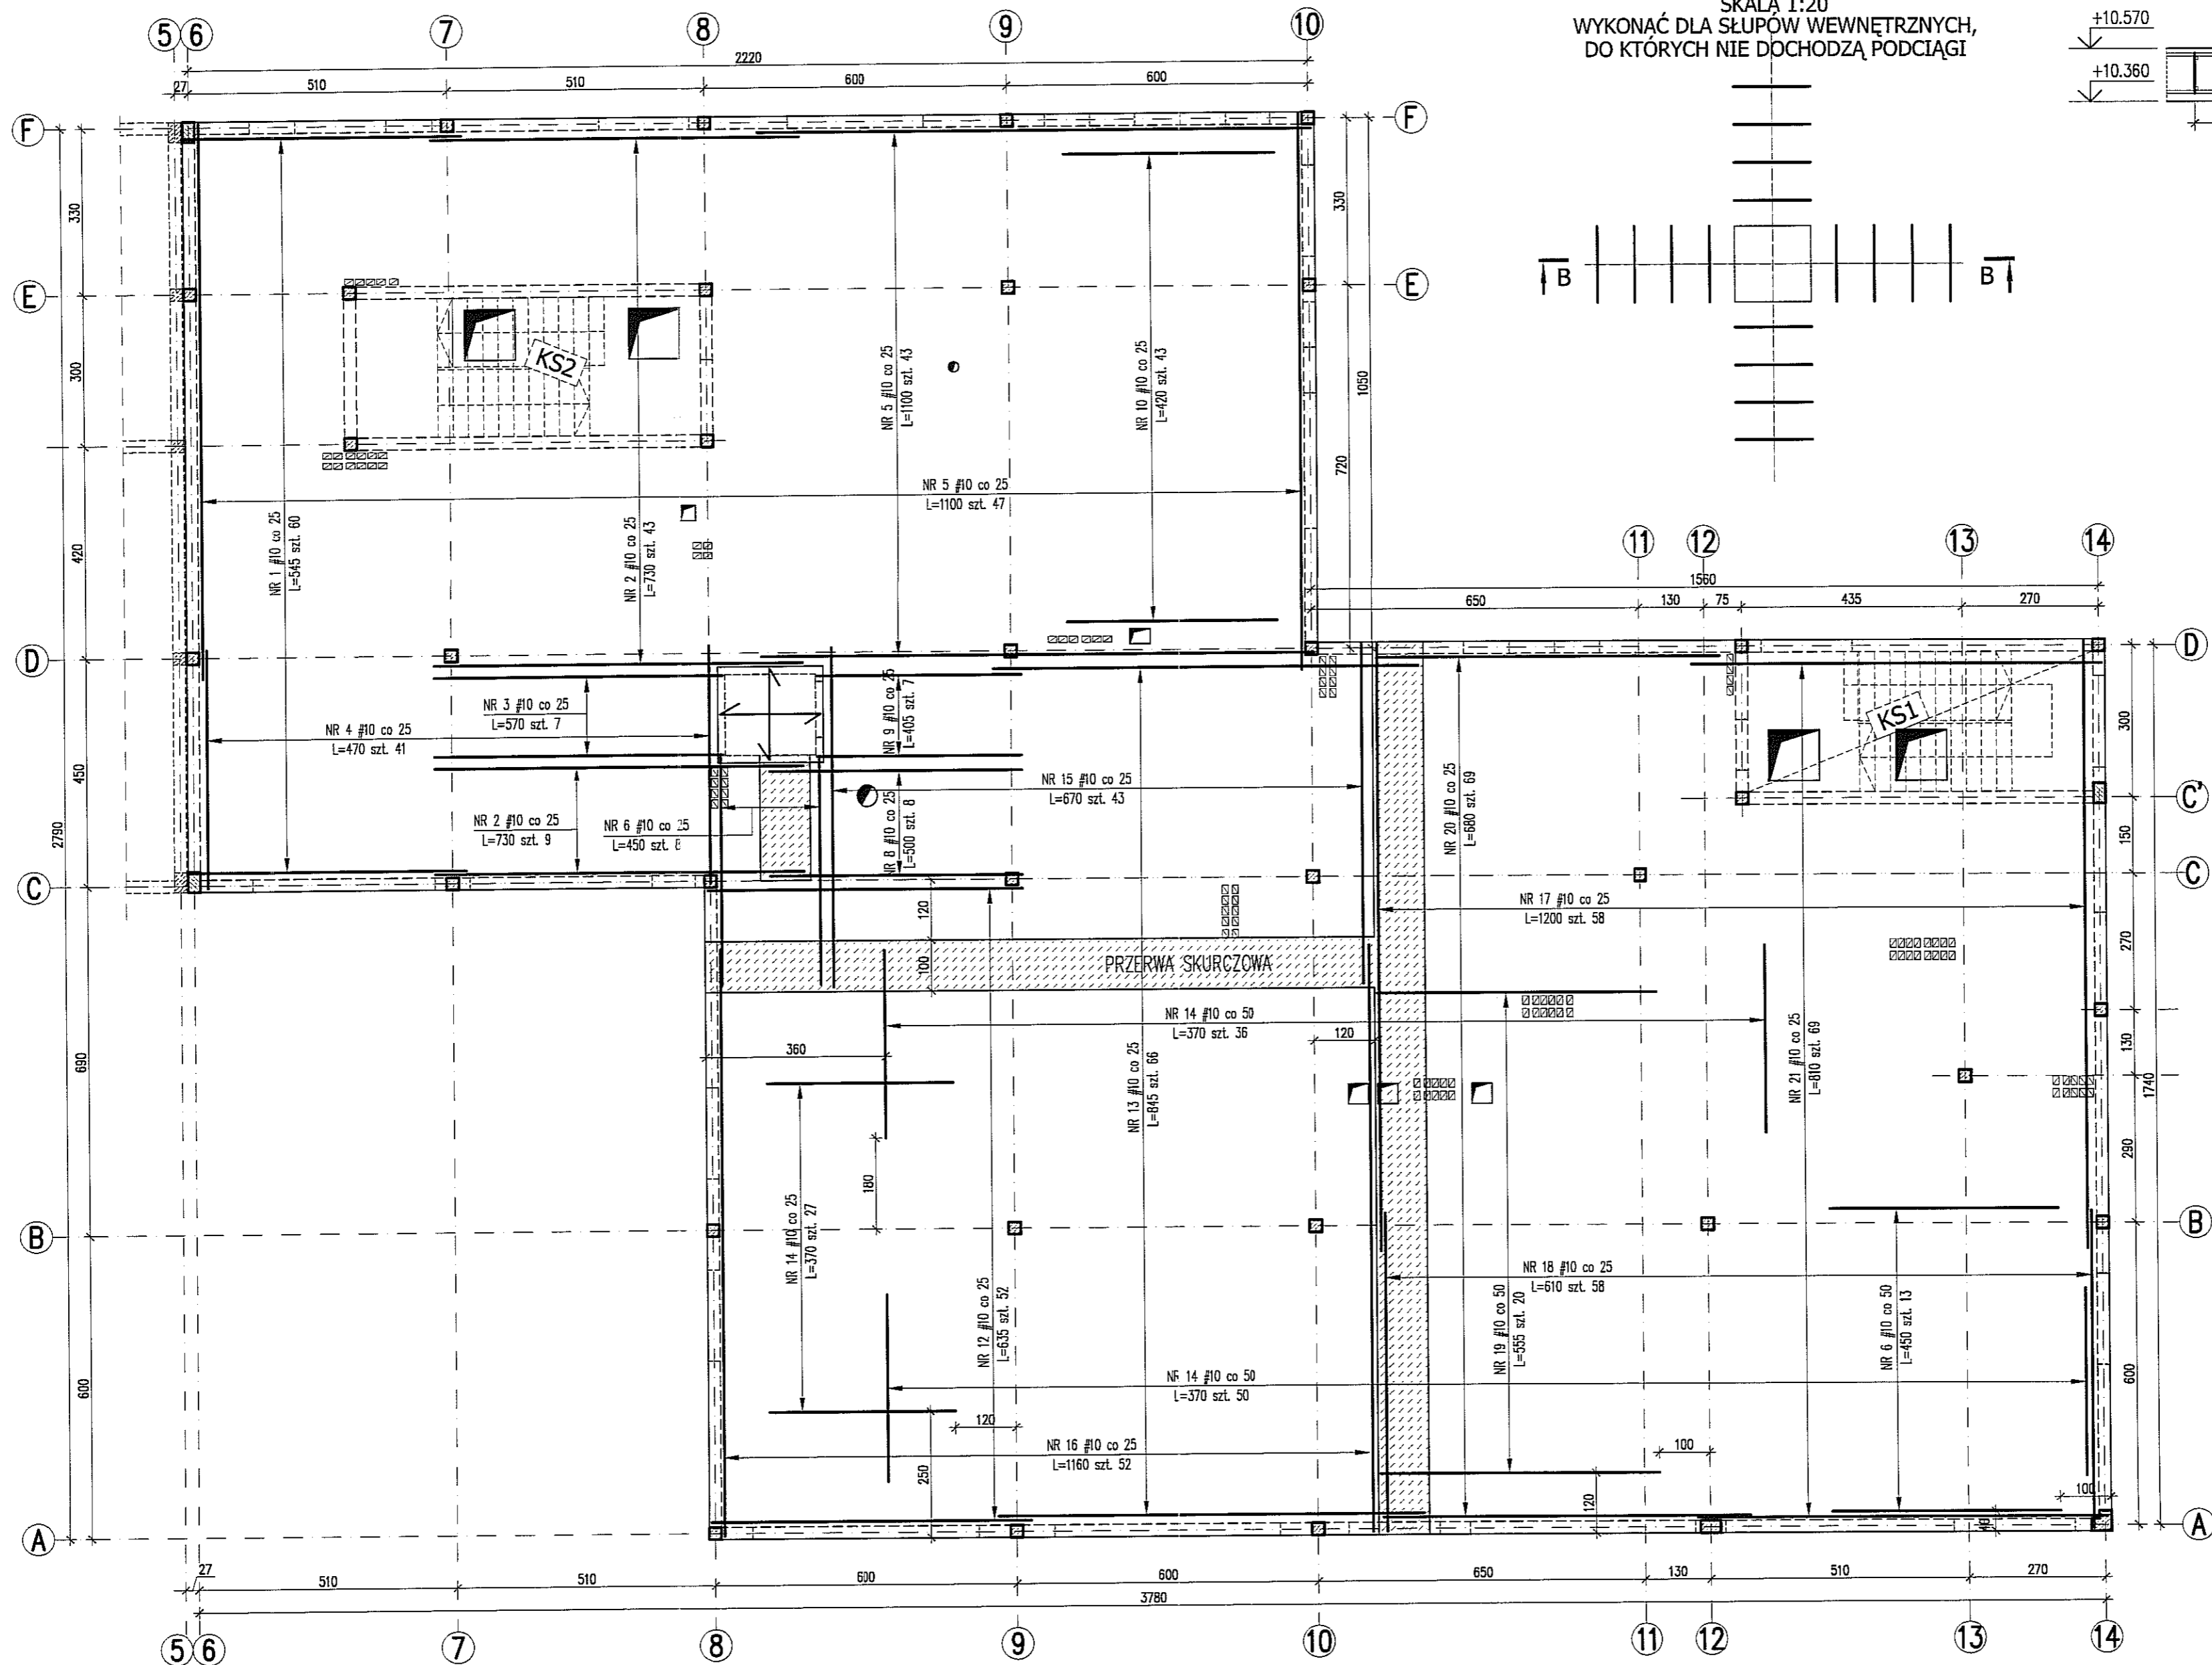 SKALA 1:20
WYKONAĆ DLA SŁUPÓW WEWNĘTRZNYCH,
DO KTÓRYCH NIE DOCHODZĄ PODCIĄGI
+10.570
+10.360
B
B
5
6
7
8
9
10
2220
27
510
510
600
600
F
F
E
E
D
D
C'
C
C
B
B
A
A
330
300
420
450
690
600
2790
330
720
1050
NR 1 #10 co 25
L=545 szt. 60
NR 2 #10 co 25
L=730 szt. 43
NR 5 #10 co 25
L=1100 szt. 43
NR 10 #10 co 25
L=420 szt. 43
KS2
NR 5 #10 co 25
L=1100 szt. 47
11
12
13
14
1560
650
130
75
435
270
NR 3 #10 co 25
L=570 szt. 7
NR 4 #10 co 25
L=470 szt. 41
NR 9 #10 co 25
L=405 szt. 7
NR 2 #10 co 25
L=730 szt. 9
NR 6 #10 co 25
L=450 szt. 8
NR 8 #10 co 25
L=500 szt. 8
NR 15 #10 co 25
L=670 szt. 43
NR 20 #10 co 25
L=680 szt. 69
KS1
NR 17 #10 co 25
L=1200 szt. 58
120
100
PRZERWA SKURCZOWA
NR 14 #10 co 50
L=370 szt. 36
120
360
180
NR 14 #10 co 25
L=370 szt. 27
NR 12 #10 co 25
L=635 szt. 52
NR 13 #10 co 25
L=845 szt. 66
NR 21 #10 co 25
L=810 szt. 69
NR 18 #10 co 25
L=610 szt. 58
NR 19 #10 co 50
L=555 szt. 20
NR 6 #10 co 50
L=450 szt. 13
NR 14 #10 co 50
L=370 szt. 50
120
NR 16 #10 co 25
L=1160 szt. 52
250
100
120
100
300
150
270
130
290
600
1740
27
510
510
600
600
650
130
510
270
3780
5
6
7
8
9
10
11
12
13
14